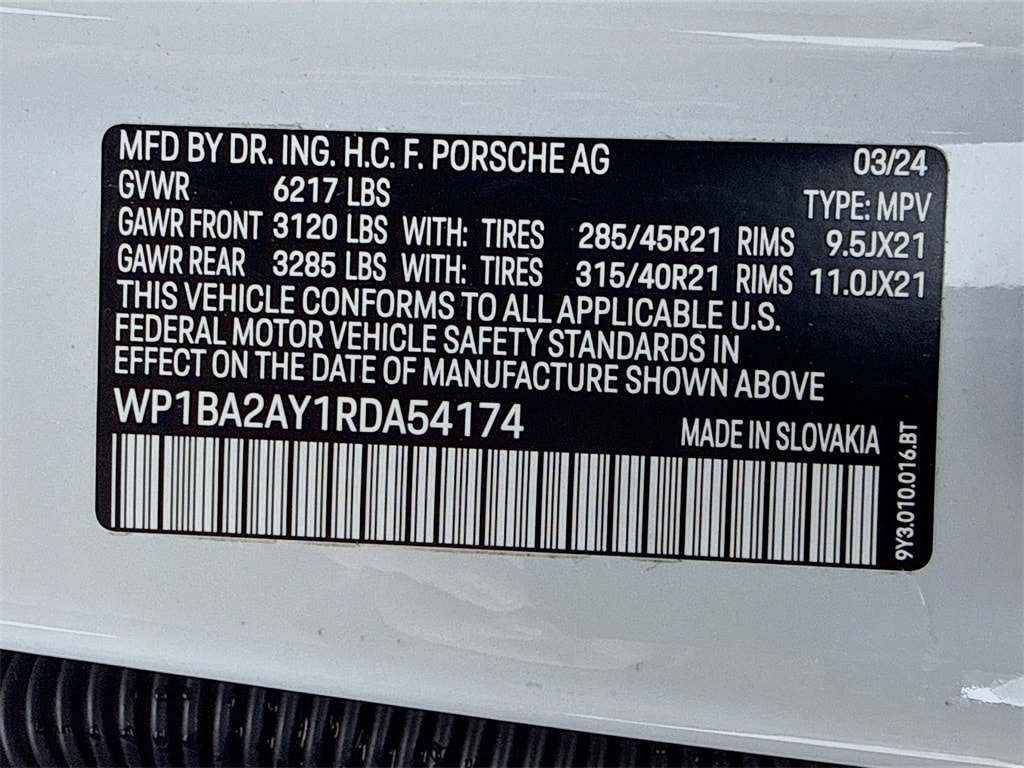 MFD BY DR. ING. H.C. F. PORSCHE AG 03/24
GVWR 6217 LBS TYPE: MPV
GAWR FRONT 3120 LBS WITH: TIRES 285/45R21 RIMS 9.5JX21
GAWR REAR 3285 LBS WITH: TIRES 315/40R21 RIMS 11.0JX21
THIS VEHICLE CONFORMS TO ALL APPLICABLE U.S.
FEDERAL MOTOR VEHICLE SAFETY STANDARDS IN
EFFECT ON THE DATE OF MANUFACTURE SHOWN ABOVE
WP1BA2AY1RDA54174 MADE IN SLOVAKIA
9Y3.010.016.BT